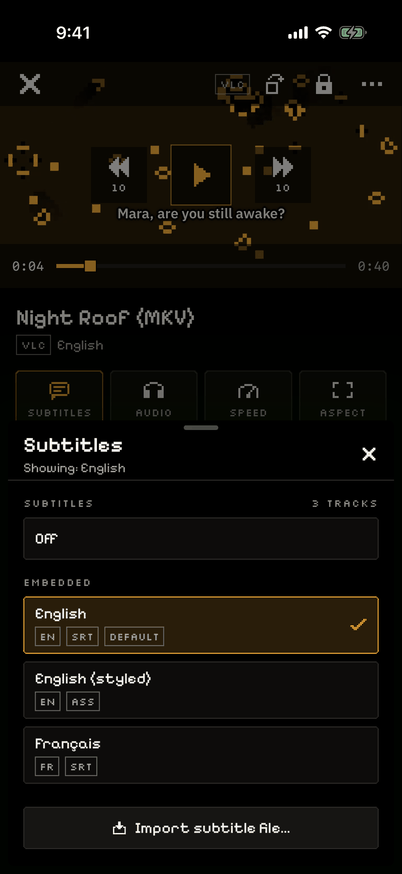 9:41
VLC
10
10
Mara, are you still awake?
0:04
0:40
Night Roof (MKV)
VLC English
SUBTITLES AUDIO SPEED ASPECT
Subtitles
Showing: English
SUBTITLES 3 TRACKS
Off
EMBEDDED
English
EN SRT DEFAULT
English (styled)
EN ASS
Français
FR SRT
Import subtitle file…